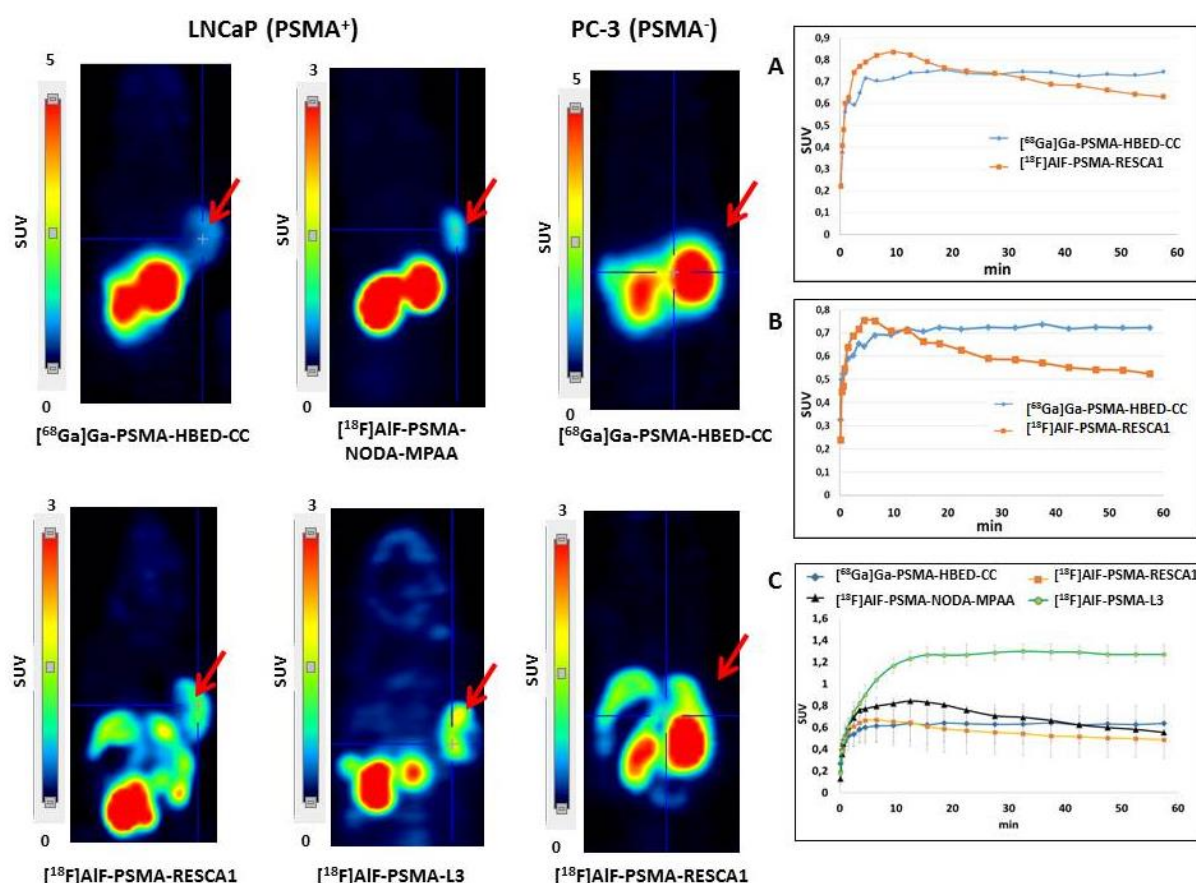 LNCaP (PSMA⁺)
PC-3 (PSMA⁻)
5
SUV
0
[⁶⁸Ga]Ga-PSMA-HBED-CC
3
SUV
0
[¹⁸F]AlF-PSMA-
NODA-MPAA
5
SUV
0
[⁶⁸Ga]Ga-PSMA-HBED-CC
3
SUV
0
[¹⁸F]AlF-PSMA-RESCA1
3
SUV
0
[¹⁸F]AlF-PSMA-L3
3
SUV
0
[¹⁸F]AlF-PSMA-RESCA1
A
0,9
0,8
0,7
0,6
0,5
0,4
0,3
0,2
0,1
0
SUV
[⁶⁸Ga]Ga-PSMA-HBED-CC
[¹⁸F]AlF-PSMA-RESCA1
0 10 20 30 40 50 60
min
B
0,8
0,7
0,6
0,5
0,4
0,3
0,2
0,1
0
SUV
[⁶⁸Ga]Ga-PSMA-HBED-CC
[¹⁸F]AlF-PSMA-RESCA1
0 10 20 30 40 50 60
min
C
[⁶⁸Ga]Ga-PSMA-HBED-CC [¹⁸F]AlF-PSMA-RESCA1
[¹⁸F]AlF-PSMA-NODA-MPAA [¹⁸F]AlF-PSMA-L3
1,6
1,4
1,2
1
0,8
0,6
0,4
0,2
0
SUV
0 10 20 30 40 50 60
min